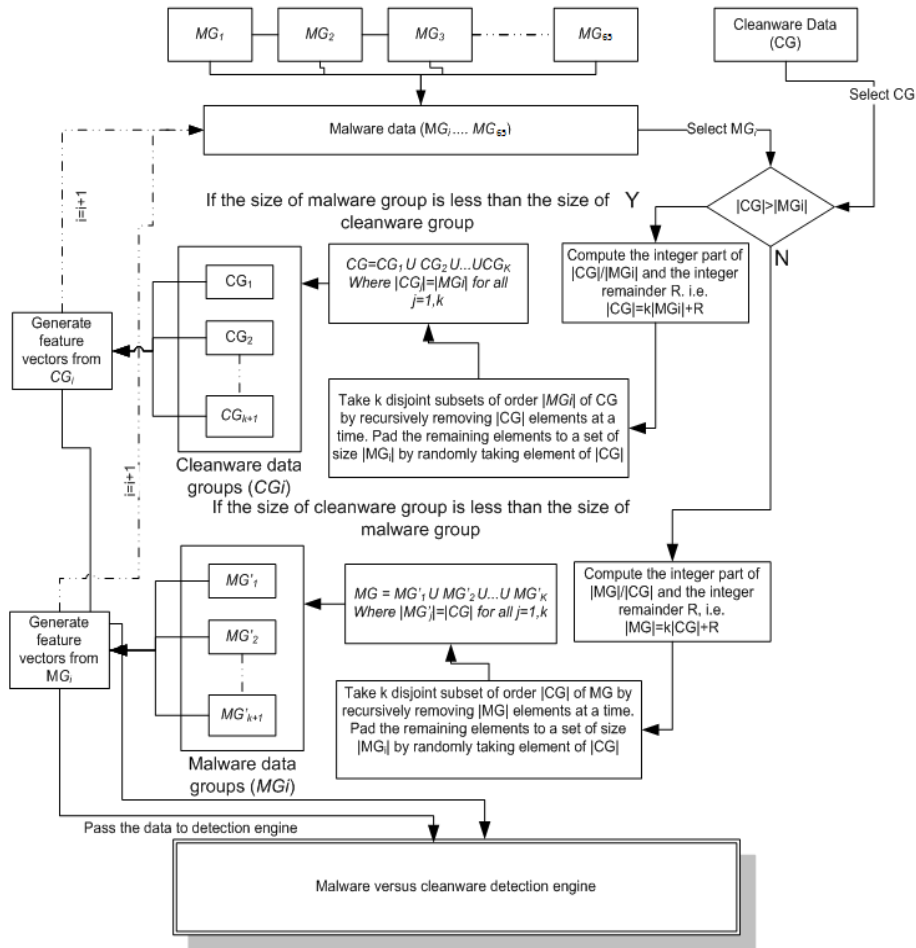 MG1
MG2
MG3
MG65
Cleanware Data
(CG)
Select CG
Malware data (MGi .... MG65)
Select MGi
i=i+1
If the size of malware group is less than the size of
cleanware group
Y
|CG|>|MGi|
N
CG=CG1 U CG2 U...UCGK
Where |CGj|=|MGi| for all
j=1,k
Compute the integer part of
|CG|/|MGi| and the integer
remainder R. i.e.
|CG|=k|MGi|+R
CG1
CG2
CGk+1
Generate
feature
vectors from
CGi
Take k disjoint subsets of order |MGi| of CG
by recursively removing |CG| elements at a
time. Pad the remaining elements to a set of
size |MGi| by randomly taking element of |CG|
Cleanware data
groups (CGi)
i=i+1
If the size of cleanware group is less than the size of
malware group
MG'1
MG'2
MG'k+1
MG = MG'1 U MG'2 U...U MG'K
Where |MG'j|=|CG| for all j=1,k
Compute the integer part of
|MG|/|CG| and the integer
remainder R, i.e.
|MG|=k|CG|+R
Generate
feature
vectors from
MGi
Take k disjoint subset of order |CG| of MG by
recursively removing |MG| elements at a time.
Pad the remaining elements to a set of size
|MGi| by randomly taking element of |CG|
Malware data
groups (MGi)
Pass the data to detection engine
Malware versus cleanware detection engine